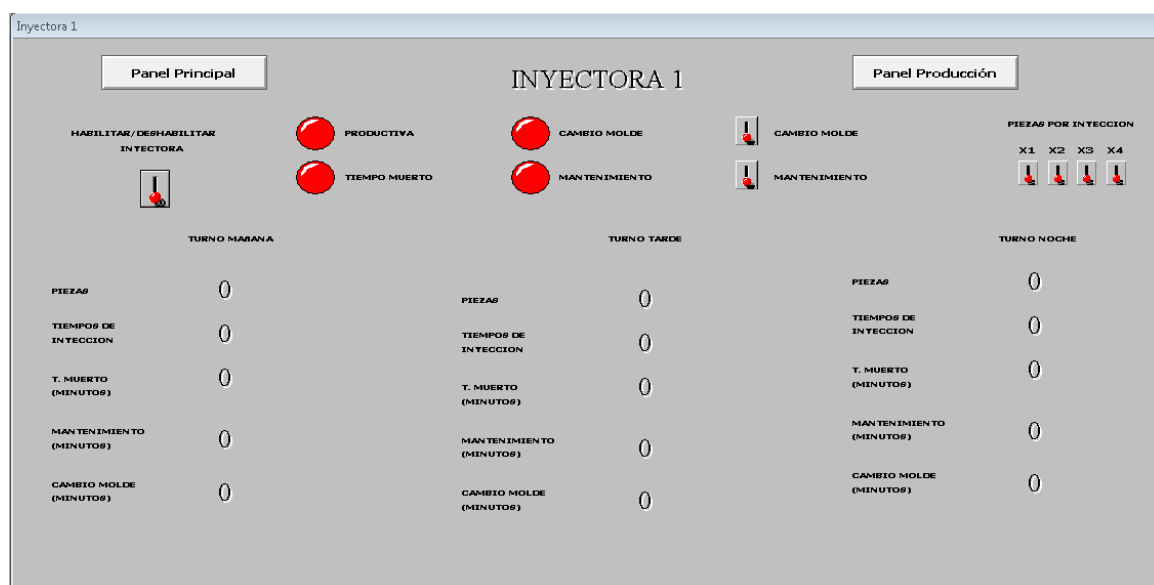 Inyectora 1
Panel Principal
INYECTORA 1
Panel Producción
HABILITAR/DESHABILITAR
INYECTORA
PRODUCTIVA
TIEMPO MUERTO
CAMBIO MOLDE
MANTENIMIENTO
CAMBIO MOLDE
MANTENIMIENTO
PIEZAS POR INYECCION
X1 X2 X3 X4
TURNO MAÑANA
PIEZAS 0
TIEMPOS DE
INYECCION 0
T. MUERTO
(MINUTOS) 0
MANTENIMIENTO
(MINUTOS) 0
CAMBIO MOLDE
(MINUTOS) 0
TURNO TARDE
PIEZAS 0
TIEMPOS DE
INYECCION 0
T. MUERTO
(MINUTOS) 0
MANTENIMIENTO
(MINUTOS) 0
CAMBIO MOLDE
(MINUTOS) 0
TURNO NOCHE
PIEZAS 0
TIEMPOS DE
INYECCION 0
T. MUERTO
(MINUTOS) 0
MANTENIMIENTO
(MINUTOS) 0
CAMBIO MOLDE
(MINUTOS) 0